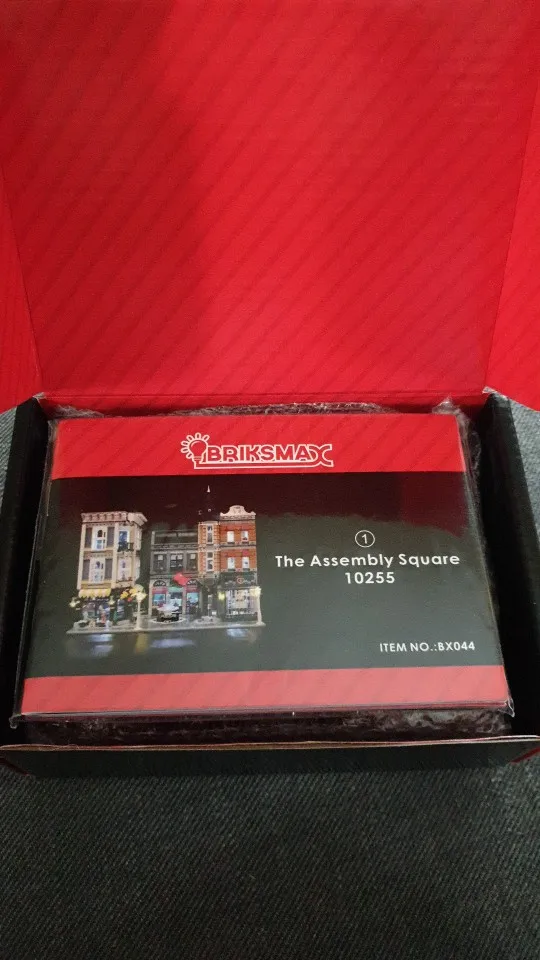 BRIKSMAX
1
The Assembly Square
10255
ITEM NO.:BX044